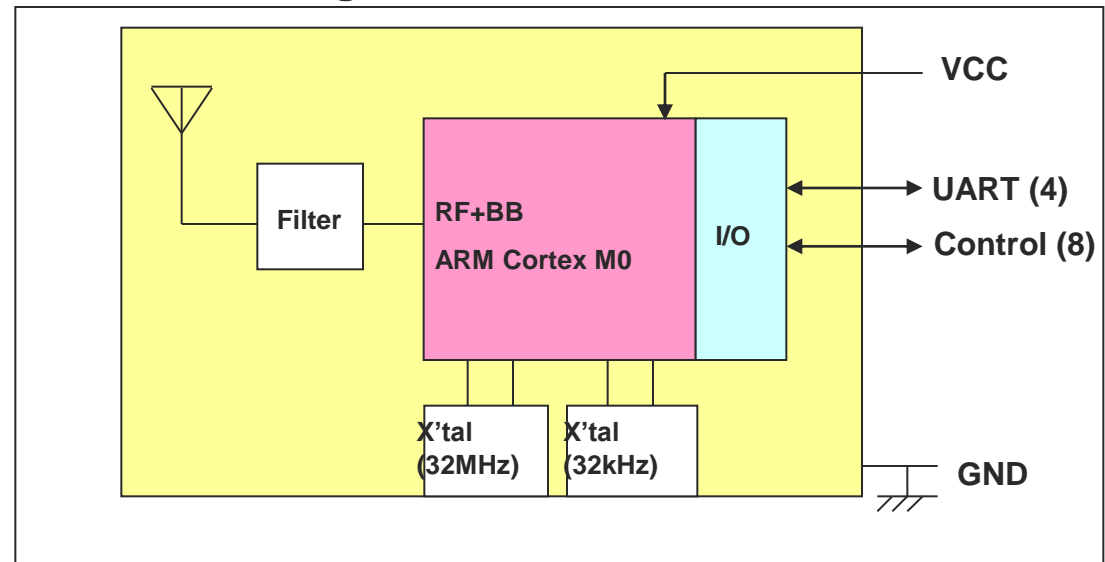 VCC
UART (4)
Control (8)
Filter
RF+BB
ARM Cortex M0
I/O
X'tal
(32MHz)
X'tal
(32kHz)
GND